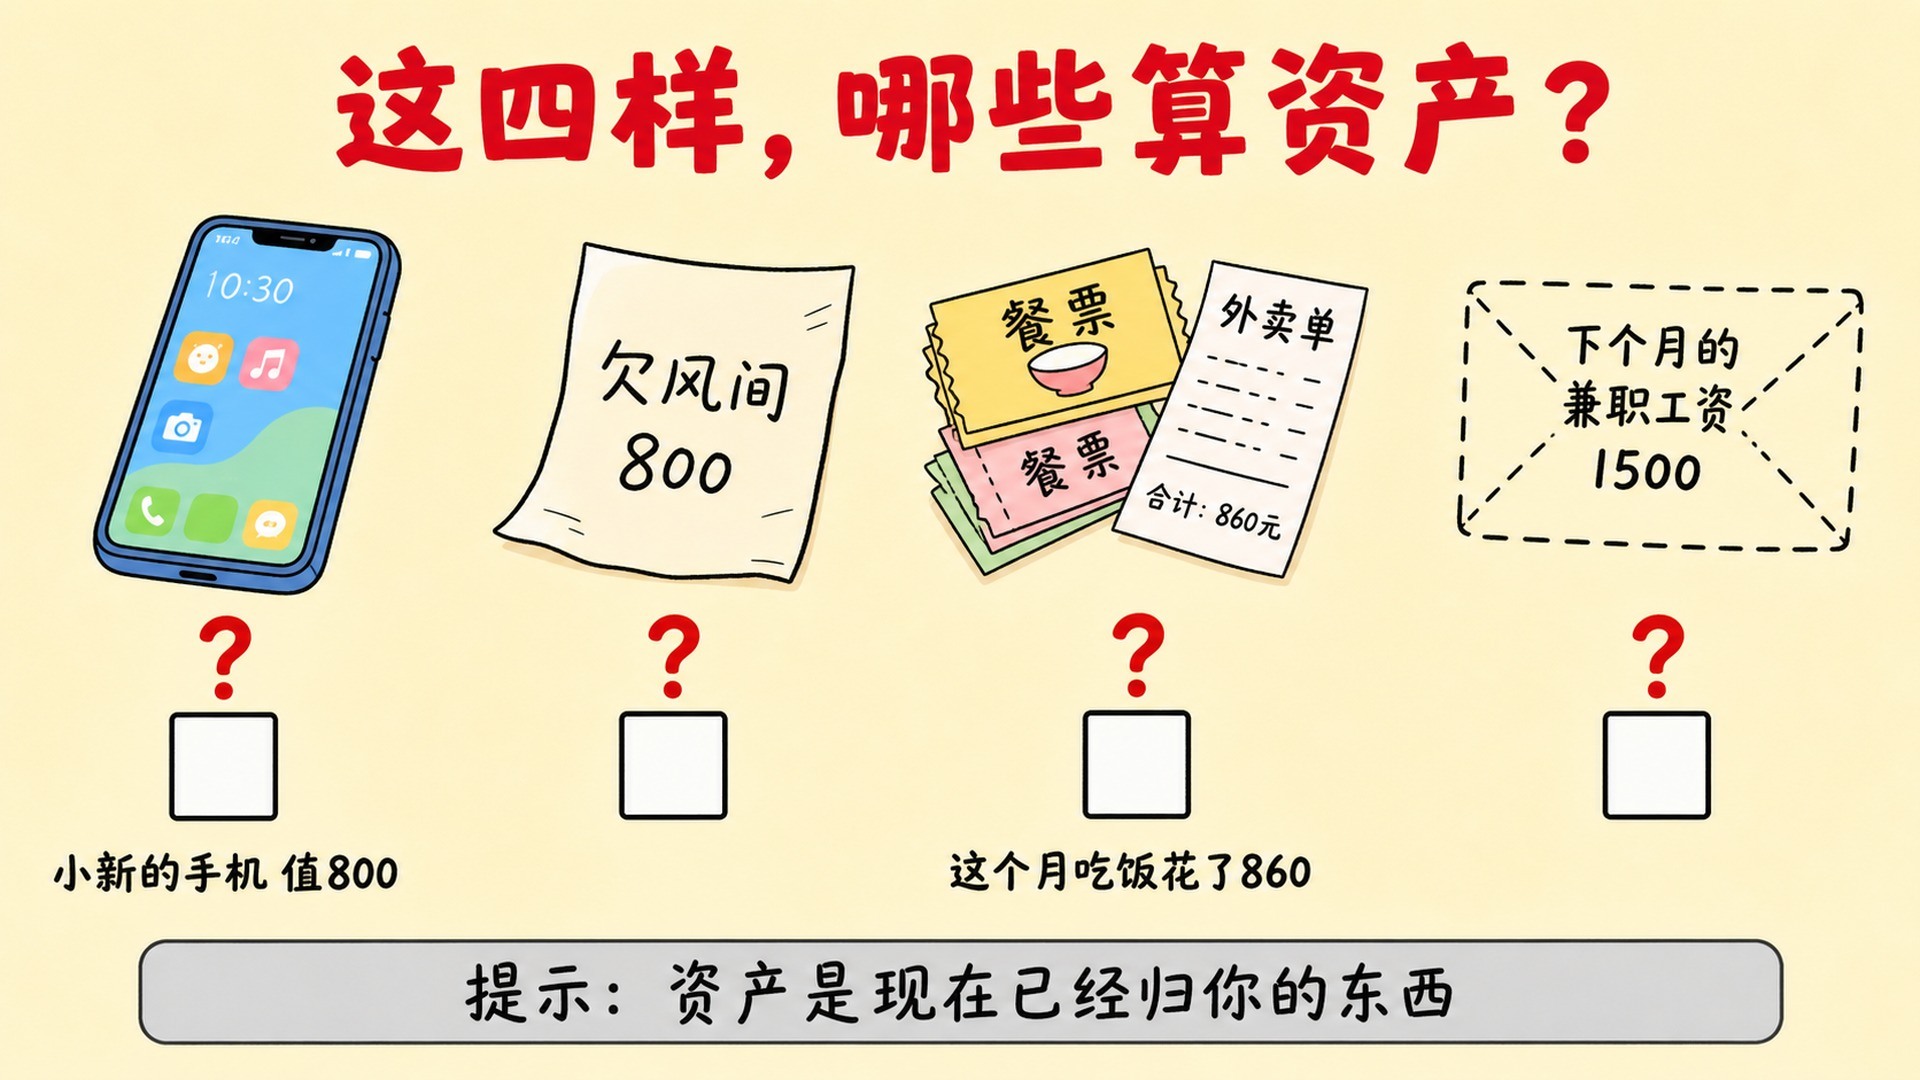 这四样,哪些算资产?
10:30
欠风间
800
餐票
餐票
外卖单
合计: 860元
下个月的
兼职工资
1500
?
?
?
?
小新的手机 值800
这个月吃饭花了860
提示: 资产是现在已经归你的东西